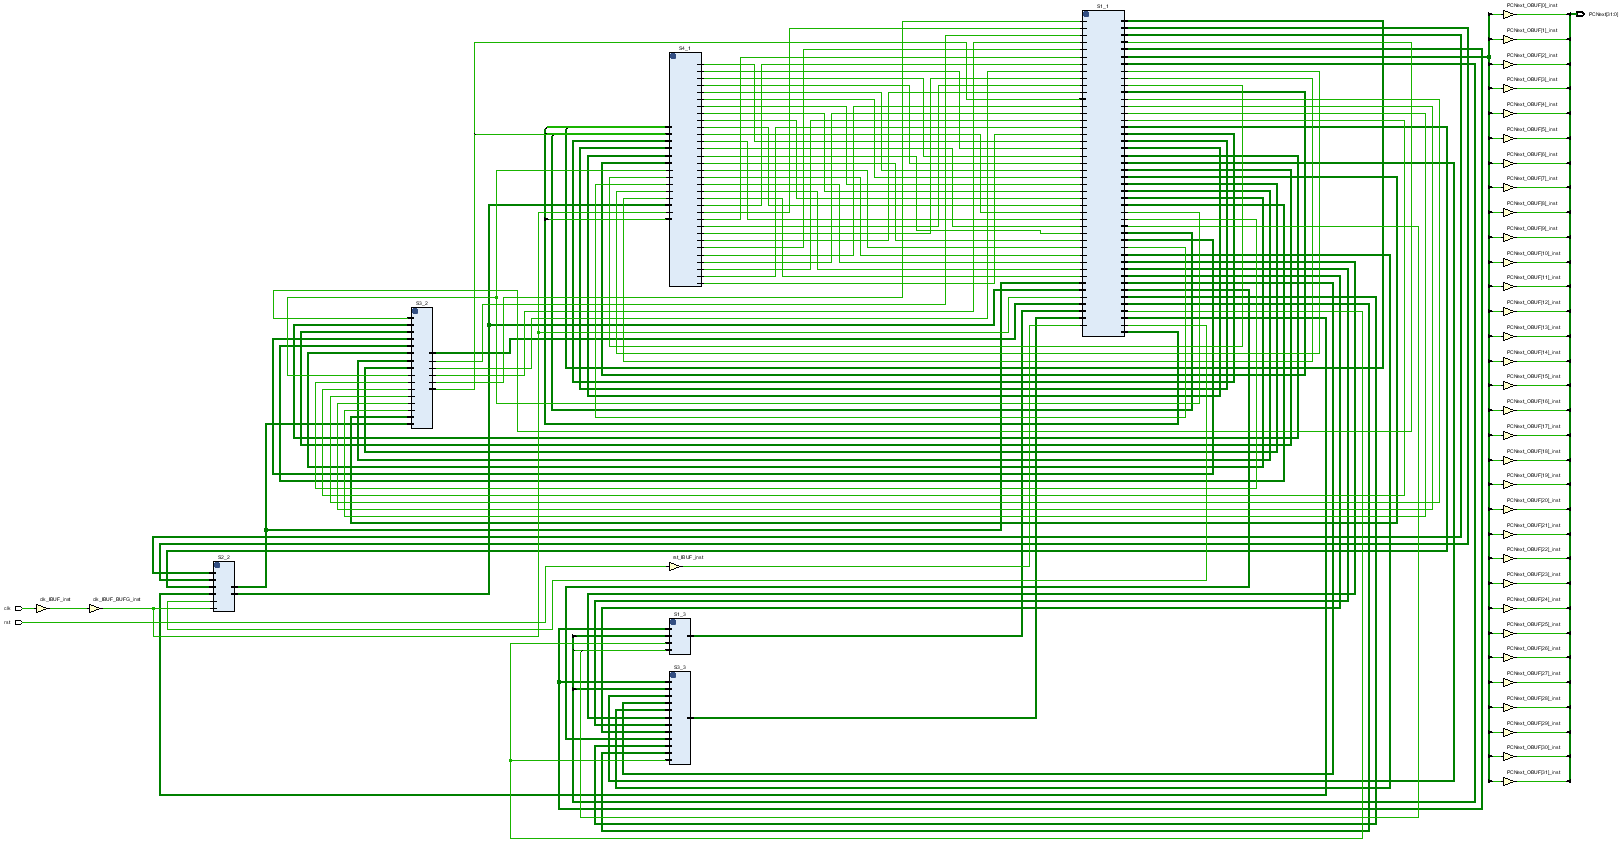 S1_1
PCNext_OBUF[0]_inst
PCNext[31:0]
PCNext_OBUF[1]_inst
S4_1
PCNext_OBUF[2]_inst
PCNext_OBUF[3]_inst
PCNext_OBUF[4]_inst
PCNext_OBUF[5]_inst
PCNext_OBUF[6]_inst
PCNext_OBUF[7]_inst
PCNext_OBUF[8]_inst
PCNext_OBUF[9]_inst
PCNext_OBUF[10]_inst
PCNext_OBUF[11]_inst
S3_2
PCNext_OBUF[12]_inst
PCNext_OBUF[13]_inst
PCNext_OBUF[14]_inst
PCNext_OBUF[15]_inst
PCNext_OBUF[16]_inst
PCNext_OBUF[17]_inst
PCNext_OBUF[18]_inst
PCNext_OBUF[19]_inst
PCNext_OBUF[20]_inst
PCNext_OBUF[21]_inst
S2_2
rst_IBUF_inst
PCNext_OBUF[22]_inst
PCNext_OBUF[23]_inst
clk
clk_IBUF_inst
clk_IBUF_BUFG_inst
PCNext_OBUF[24]_inst
rst
S1_3
PCNext_OBUF[25]_inst
PCNext_OBUF[26]_inst
S3_3
PCNext_OBUF[27]_inst
PCNext_OBUF[28]_inst
PCNext_OBUF[29]_inst
PCNext_OBUF[30]_inst
PCNext_OBUF[31]_inst